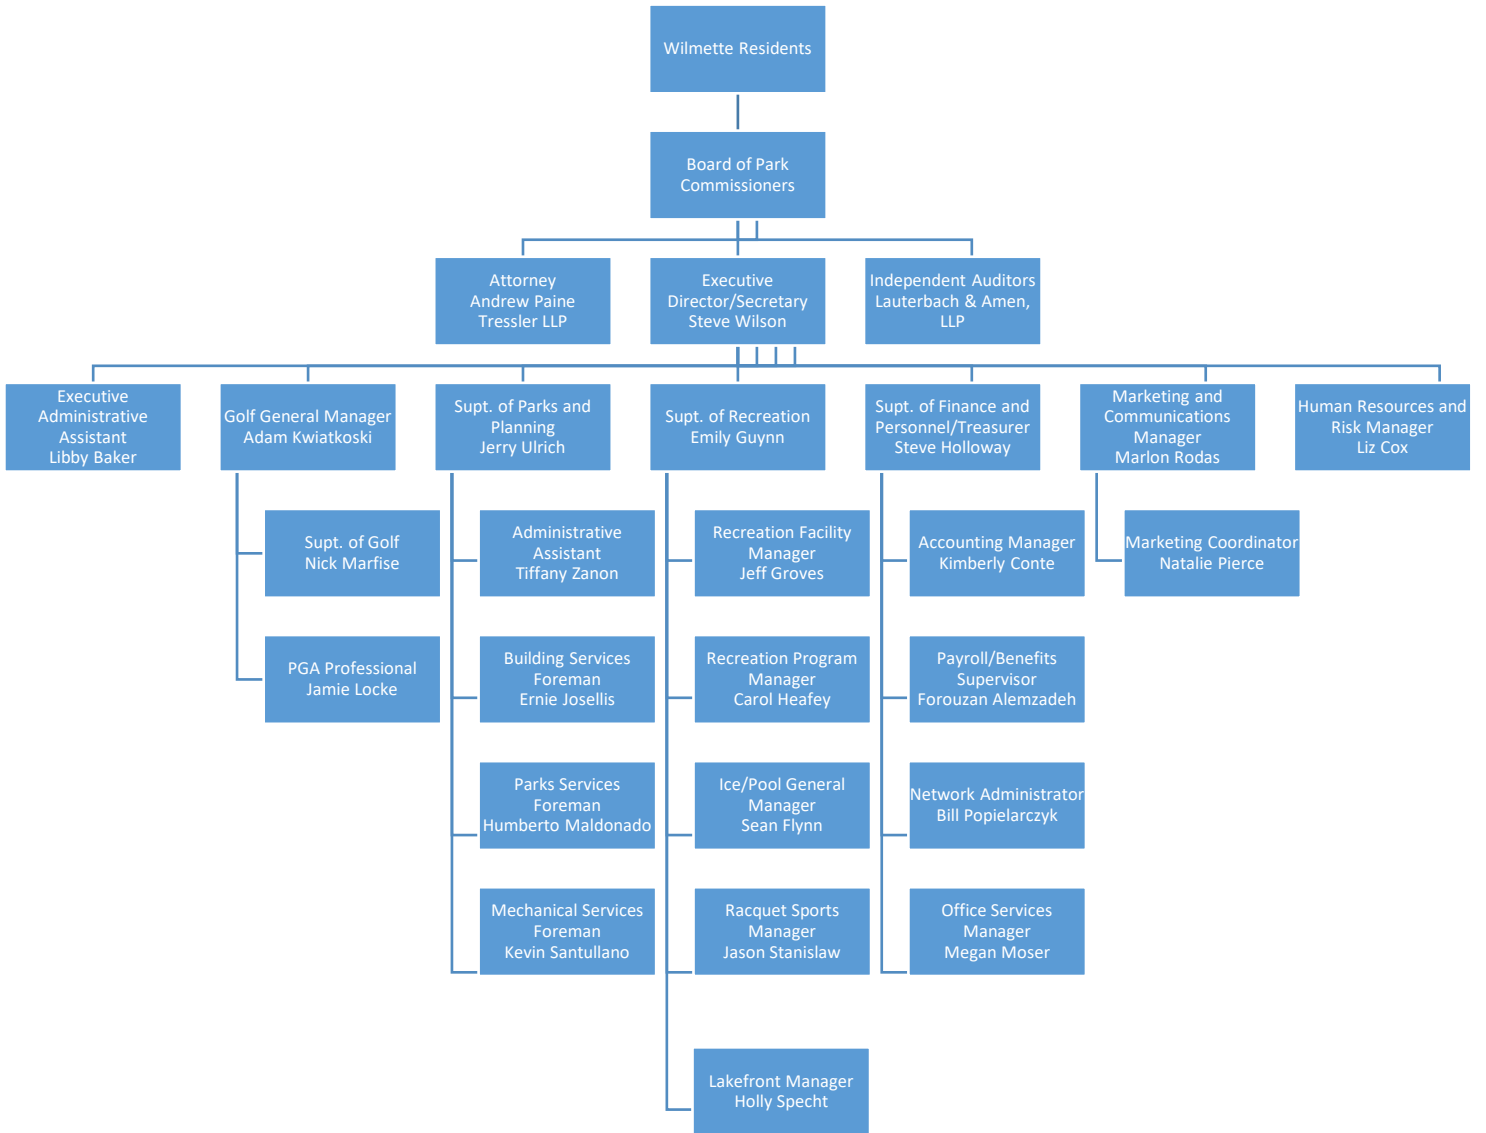 Wilmette Residents
Board of Park
Commissioners
Attorney
Andrew Paine
Tressler LLP
Executive
Director/Secretary
Steve Wilson
Independent Auditors
Lauterbach & Amen,
LLP
Executive
Administrative
Assistant
Libby Baker
Golf General Manager
Adam Kwiatkoski
Supt. of Parks and
Planning
Jerry Ulrich
Supt. of Recreation
Emily Guynn
Supt. of Finance and
Personnel/Treasurer
Steve Holloway
Marketing and
Communications
Manager
Marlon Rodas
Human Resources and
Risk Manager
Liz Cox
Supt. of Golf
Nick Marfise
Administrative
Assistant
Tiffany Zanon
Recreation Facility
Manager
Jeff Groves
Accounting Manager
Kimberly Conte
Marketing Coordinator
Natalie Pierce
PGA Professional
Jamie Locke
Building Services
Foreman
Ernie Josellis
Recreation Program
Manager
Carol Heafey
Payroll/Benefits
Supervisor
Forouzan Alemzadeh
Parks Services
Foreman
Humberto Maldonado
Ice/Pool General
Manager
Sean Flynn
Network Administrator
Bill Popielarczyk
Mechanical Services
Foreman
Kevin Santullano
Racquet Sports
Manager
Jason Stanislaw
Office Services
Manager
Megan Moser
Lakefront Manager
Holly Specht